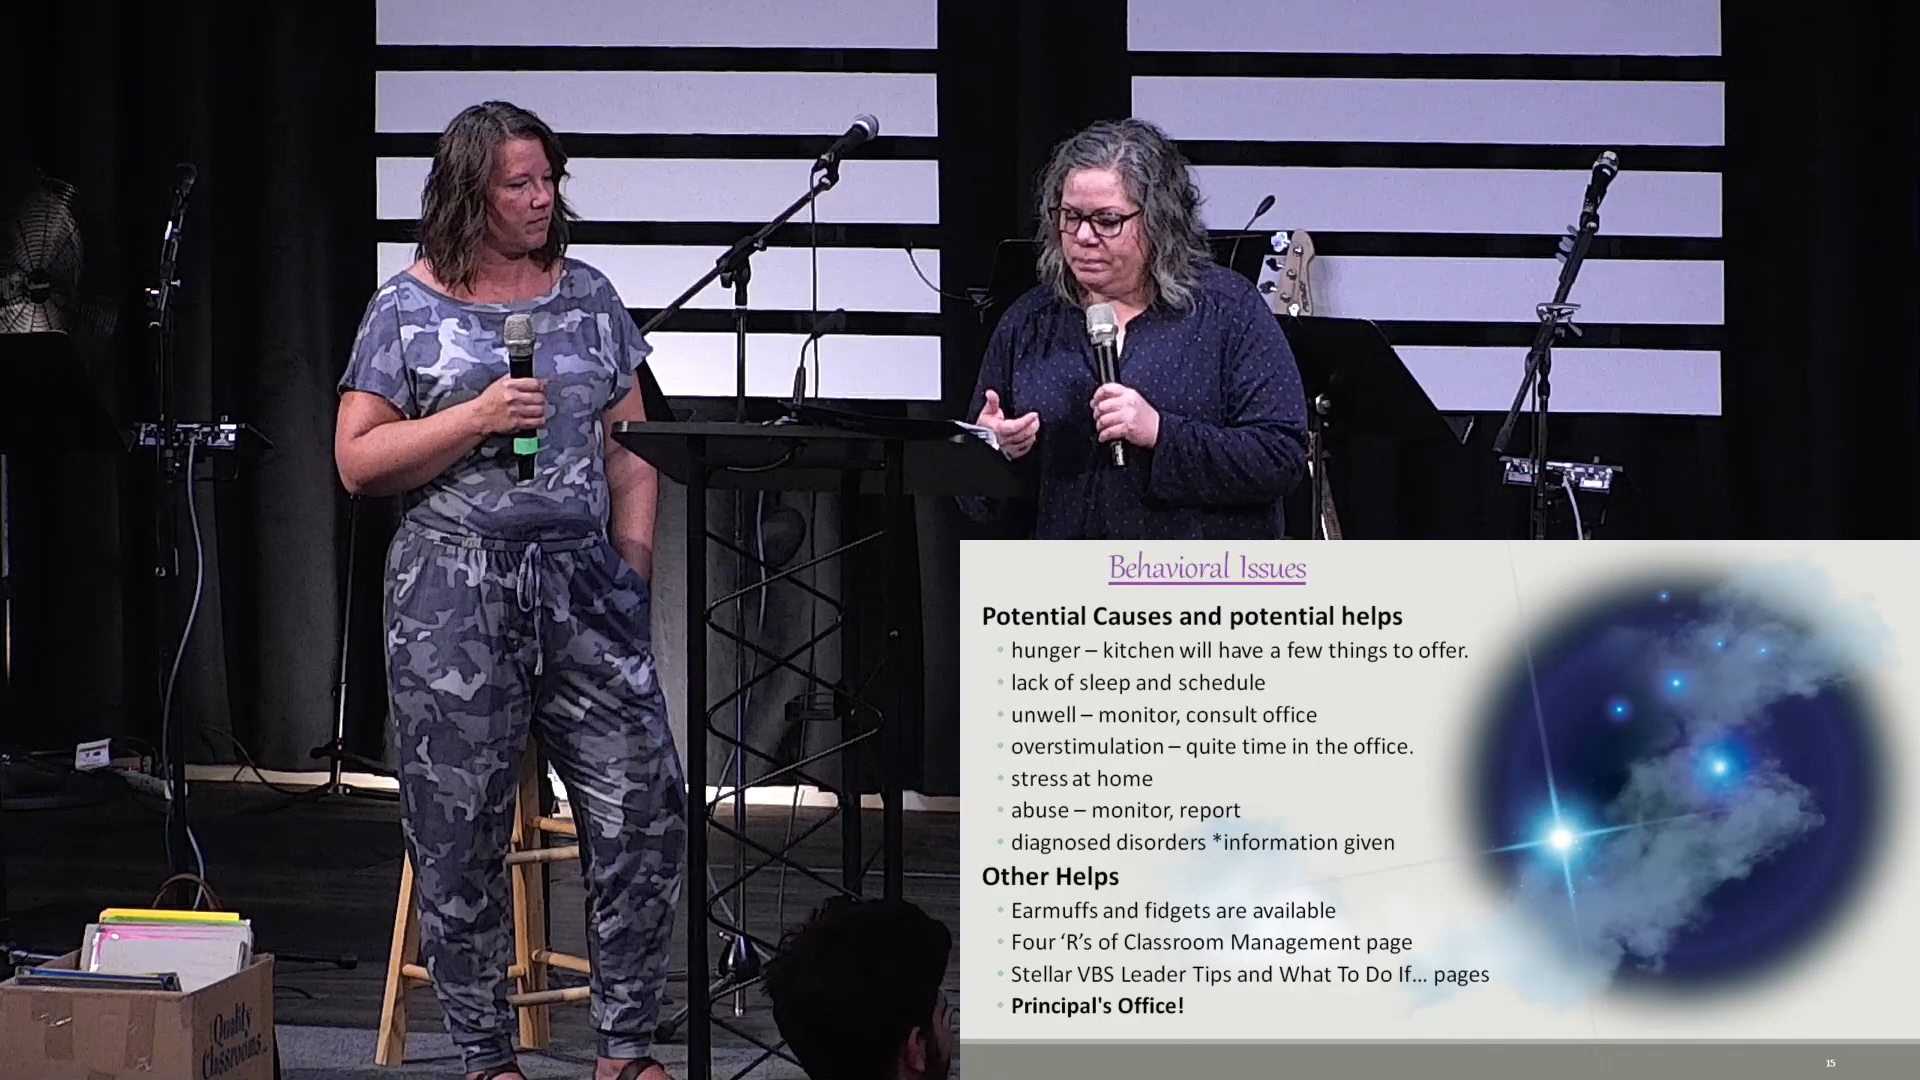 Behavioral Issues
Potential Causes and potential helps
• hunger – kitchen will have a few things to offer.
• lack of sleep and schedule
• unwell – monitor, consult office
• overstimulation – quite time in the office.
• stress at home
• abuse – monitor, report
• diagnosed disorders *information given
Other Helps
• Earmuffs and fidgets are available
• Four ‘R’s of Classroom Management page
• Stellar VBS Leader Tips and What To Do If... pages
• Principal's Office!
15
Quality
Classrooms